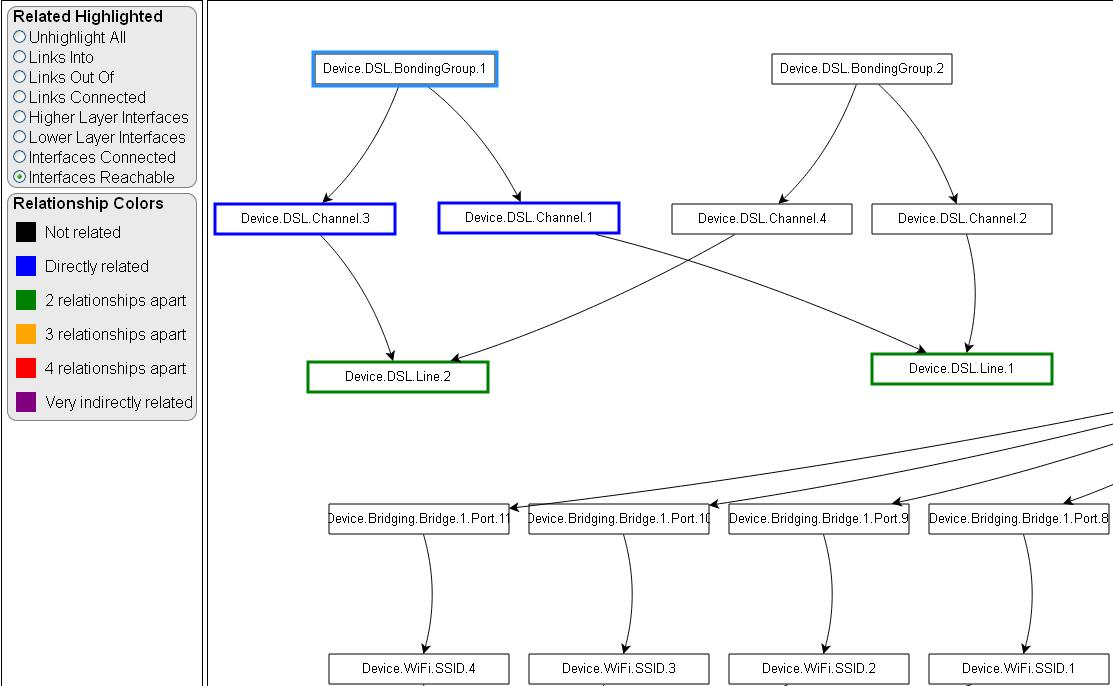 Related Highlighted
Unhighlight All
Links Into
Links Out Of
Links Connected
Higher Layer Interfaces
Lower Layer Interfaces
Interfaces Connected
Interfaces Reachable
Relationship Colors
Not related
Directly related
2 relationships apart
3 relationships apart
4 relationships apart
Very indirectly related
Device.DSL.BondingGroup.1
Device.DSL.BondingGroup.2
Device.DSL.Channel.3
Device.DSL.Channel.1
Device.DSL.Channel.4
Device.DSL.Channel.2
Device.DSL.Line.2
Device.DSL.Line.1
Device.Bridging.Bridge.1.Port.11
Device.Bridging.Bridge.1.Port.10
Device.Bridging.Bridge.1.Port.9
Device.Bridging.Bridge.1.Port.8
Device.WiFi.SSID.4
Device.WiFi.SSID.3
Device.WiFi.SSID.2
Device.WiFi.SSID.1